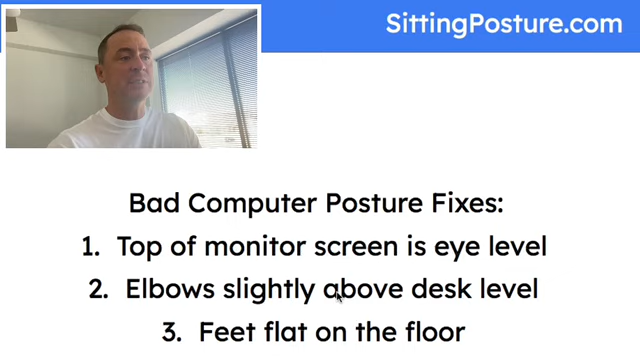 SittingPosture.com
Bad Computer Posture Fixes:
1. Top of monitor screen is eye level
2. Elbows slightly above desk level
3. Feet flat on the floor